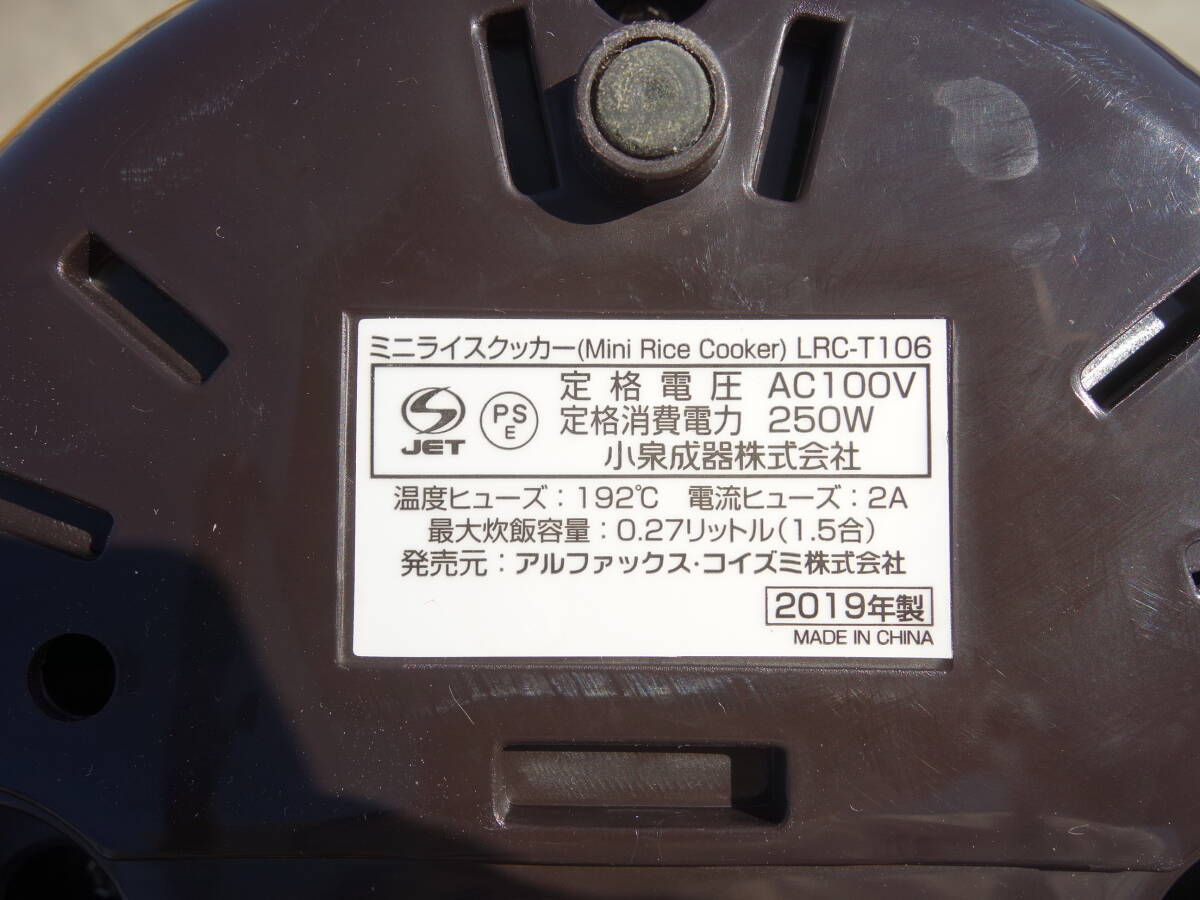 ミニライスクッカー(Mini Rice Cooker) LRC-T106
JET
PS
E
定格電圧 AC100V
定格消費電力 250W
小泉成器株式会社
温度ヒューズ：192℃ 電流ヒューズ：2A
最大炊飯容量：0.27リットル(1.5合)
発売元：アルファックス・コイズミ株式会社
2019年製
MADE IN CHINA